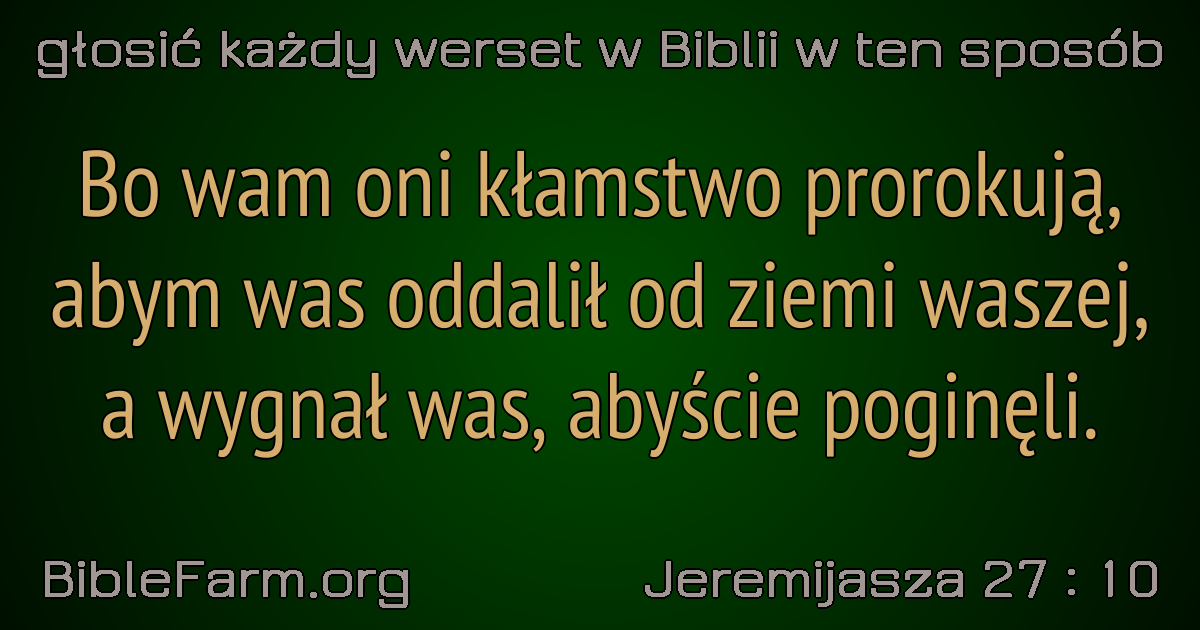 głosić każdy werset w Biblii w ten sposób
Bo wam oni kłamstwo prorokują,
abym was oddalił od ziemi waszej,
a wygnał was, abyście poginęli.
BibleFarm.org
Jeremijasza 27 : 10